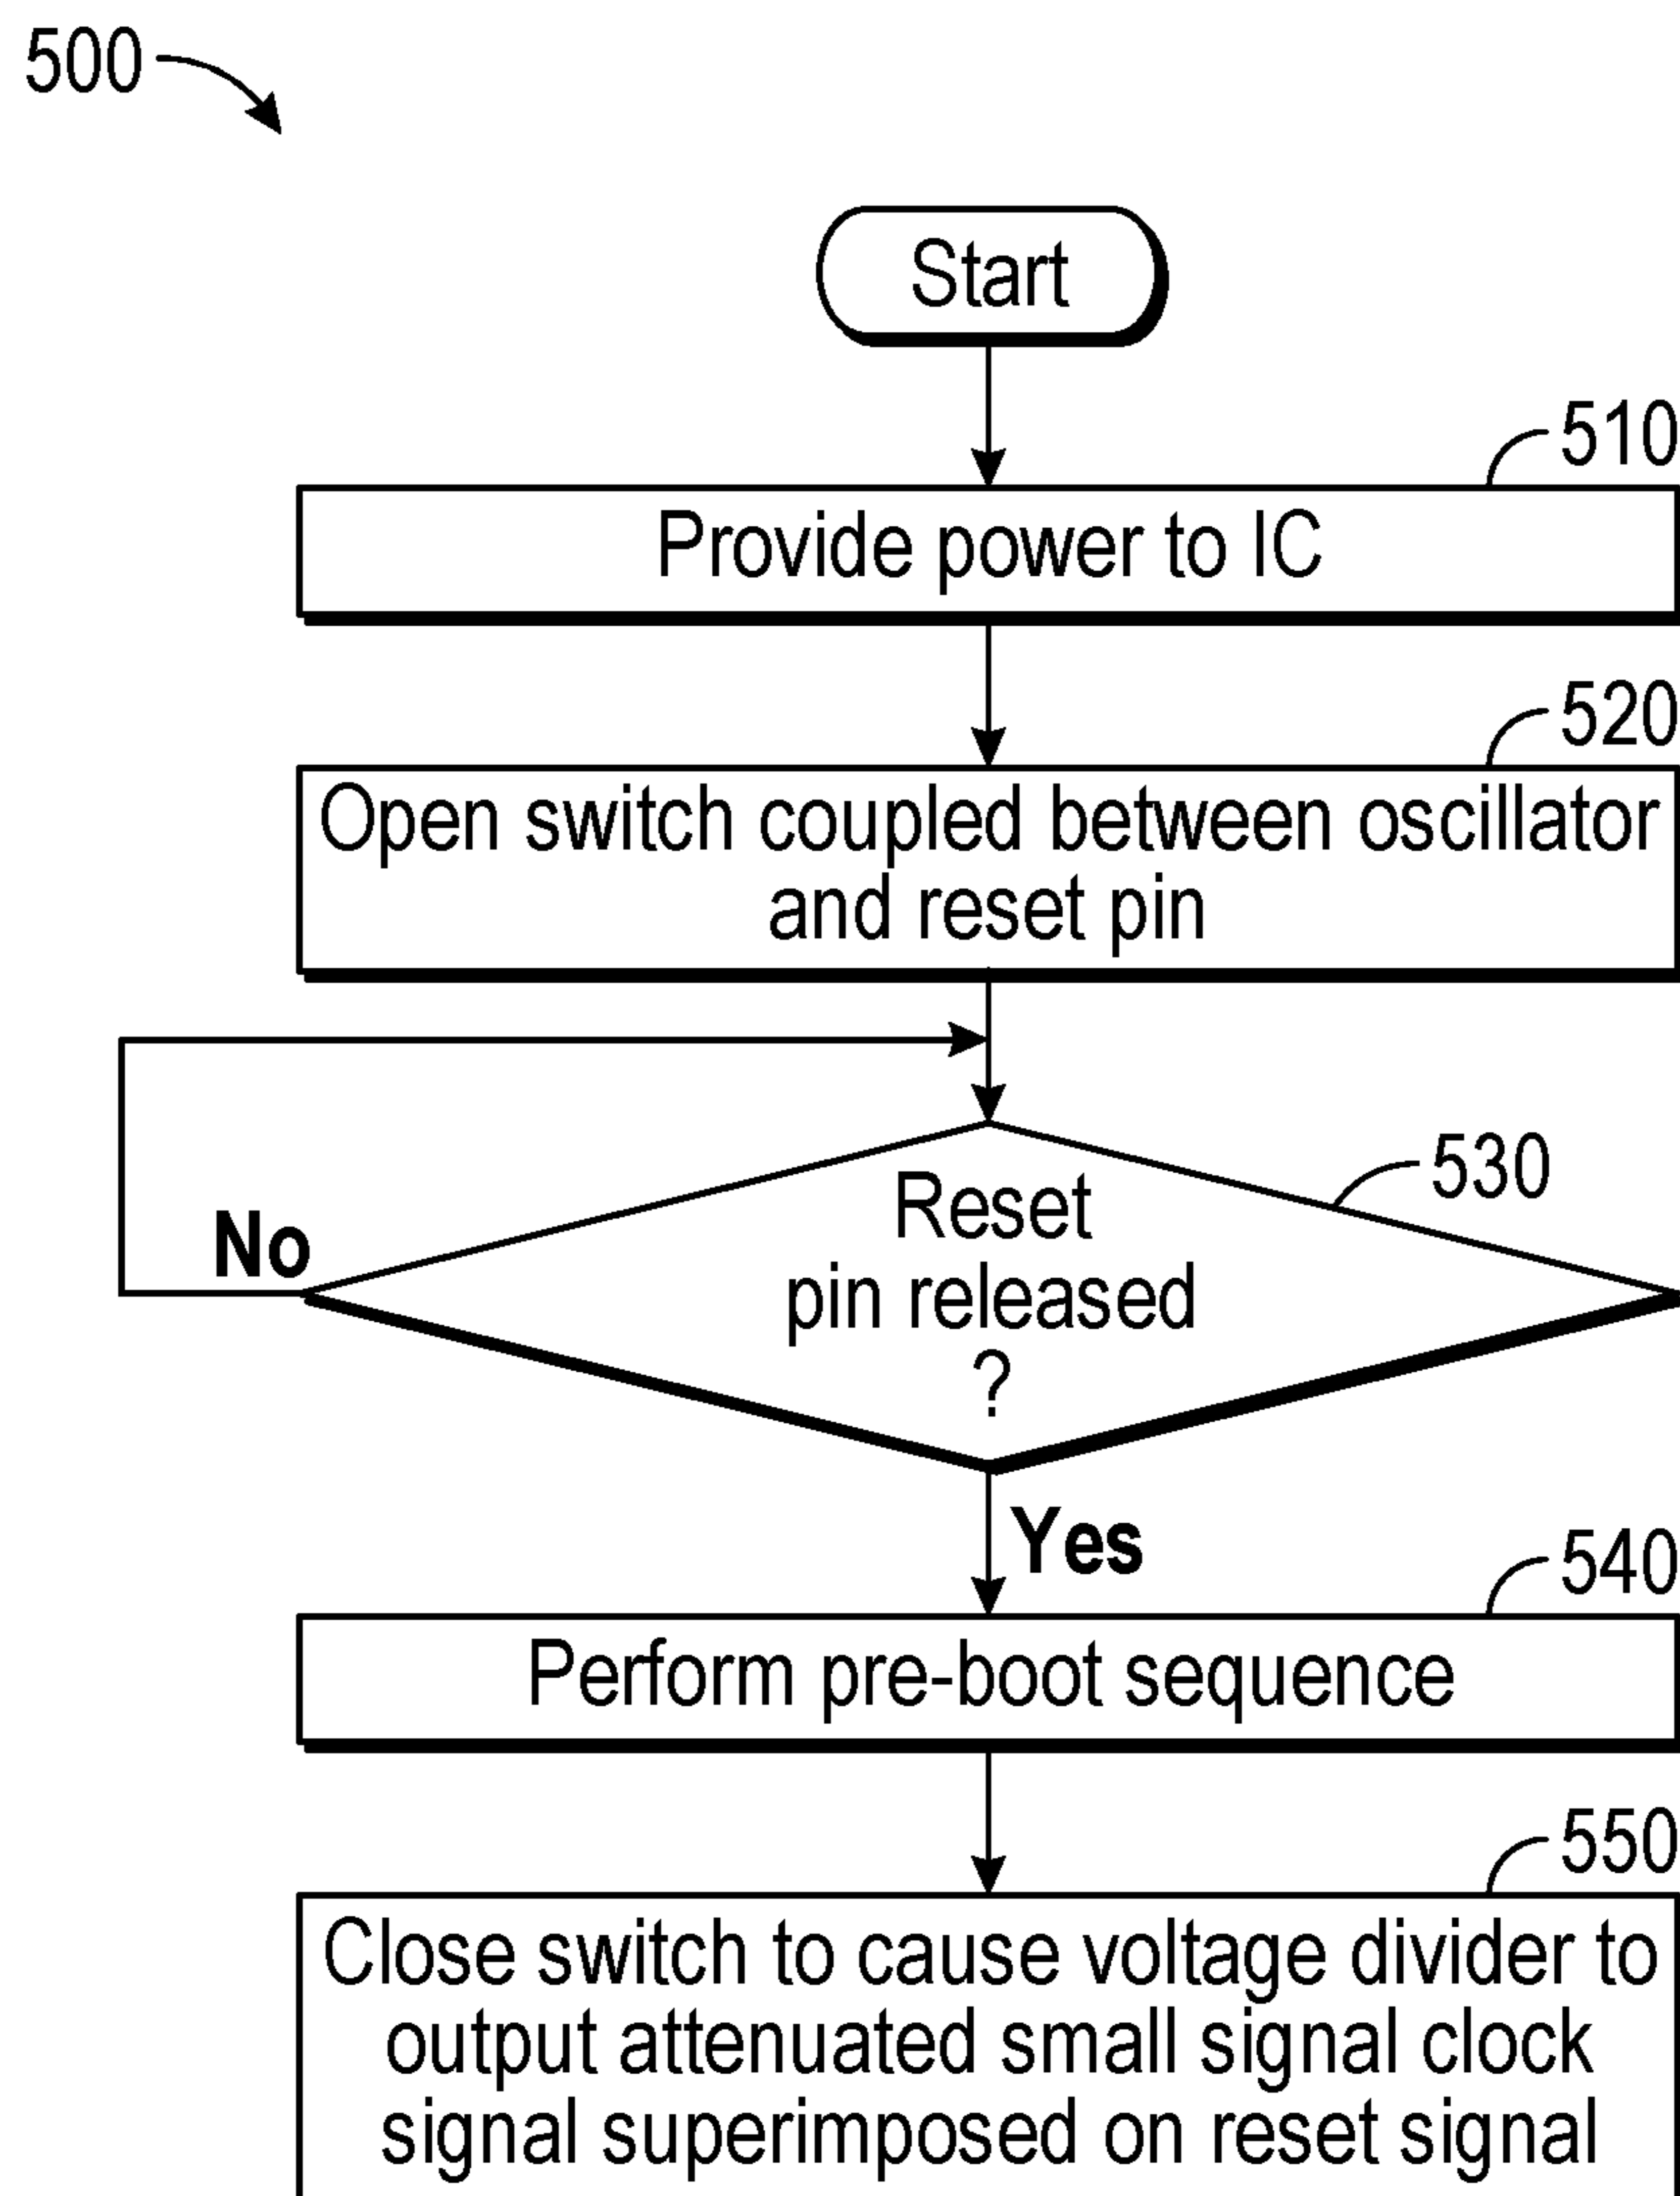 500
Start
510
Provide power to IC
520
Open switch coupled between oscillator
and reset pin
530
Reset
pin released
?
No
Yes
540
Perform pre-boot sequence
550
Close switch to cause voltage divider to
output attenuated small signal clock
signal superimposed on reset signal